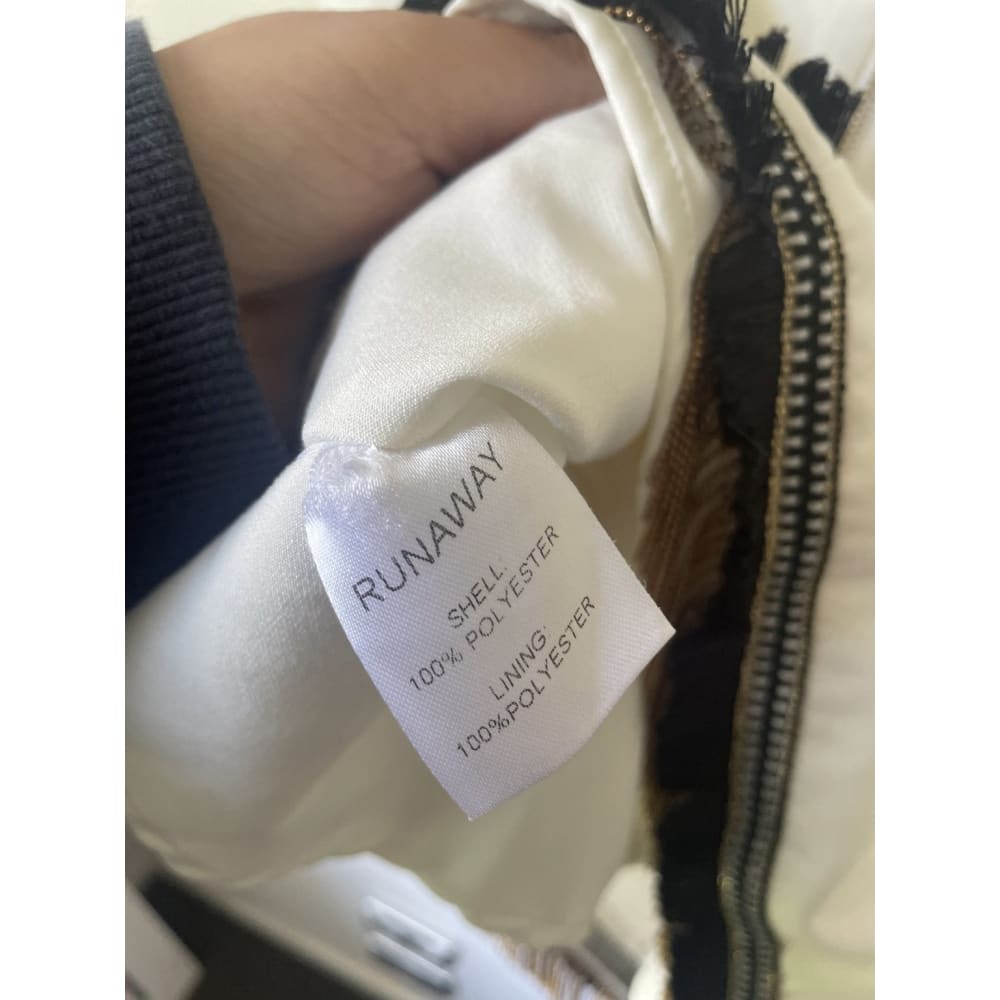 RUNAWAY
SHELL:
100% POLYESTER
LINING:
100%POLYESTER